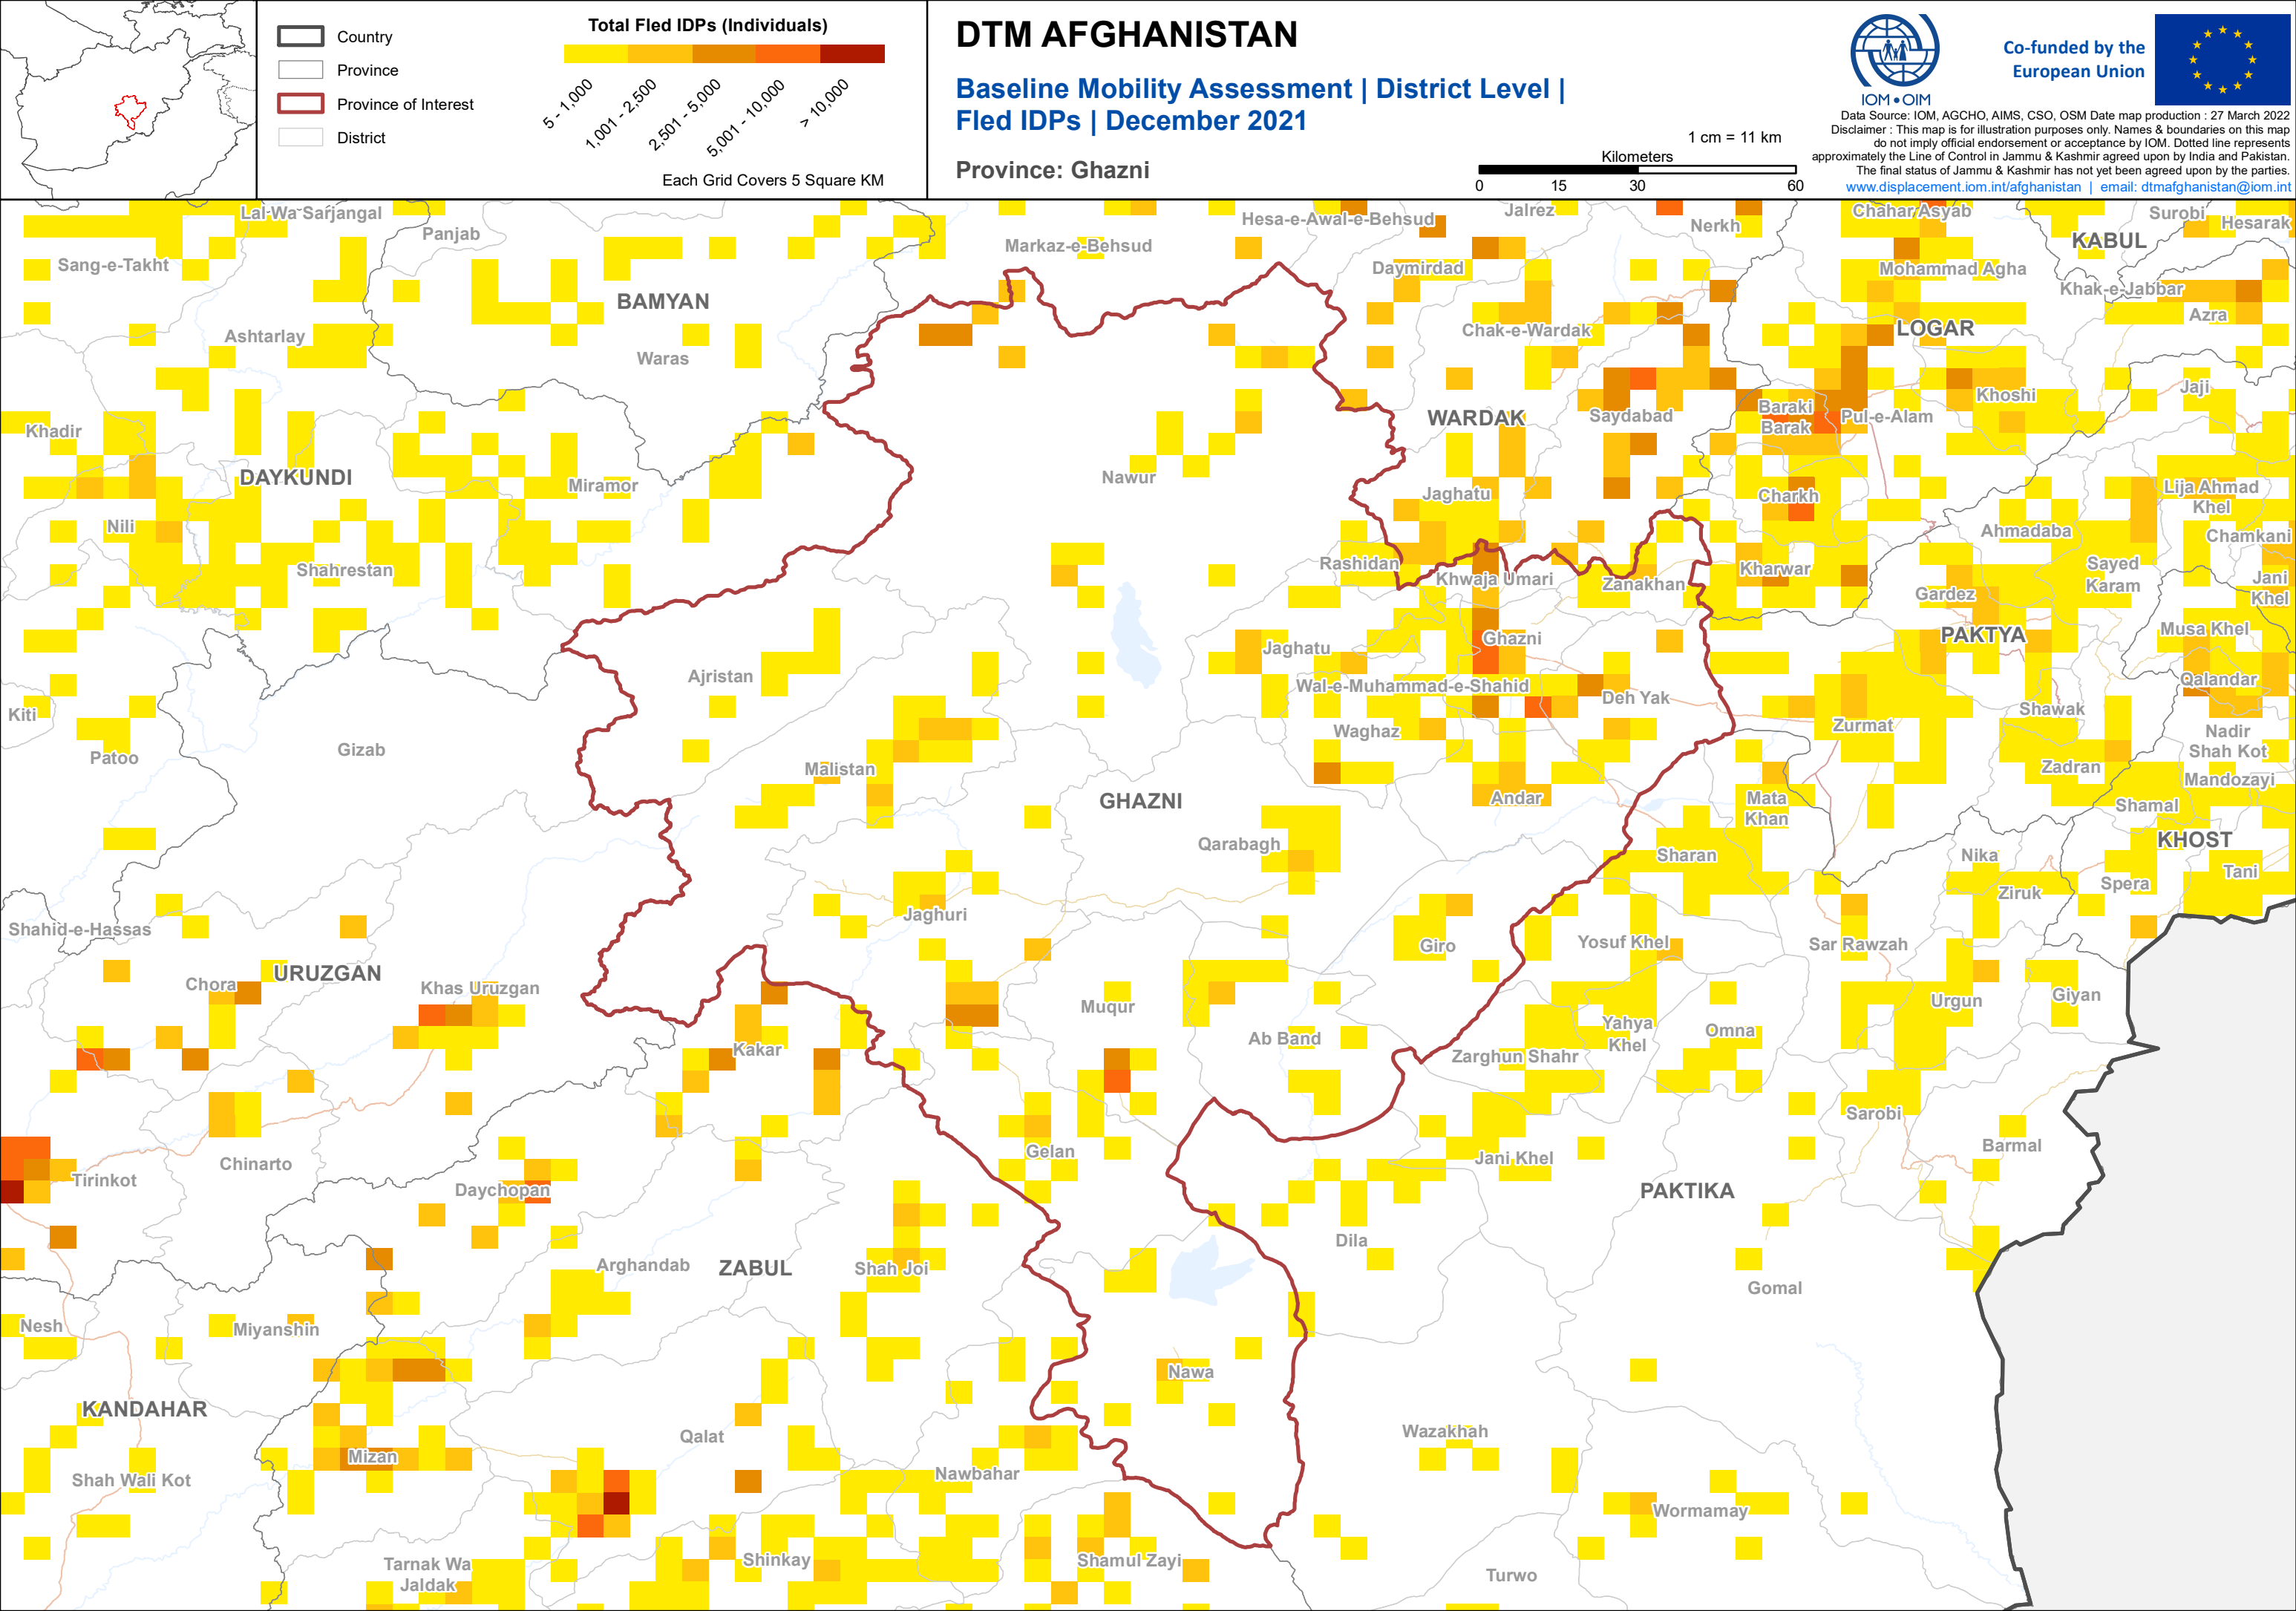 Country
Province
Province of Interest
District
Total Fled IDPs (Individuals)
5 - 1,000
1,001 - 2,500
2,501 - 5,000
5,001 - 10,000
> 10,000
Each Grid Covers 5 Square KM
DTM AFGHANISTAN
Baseline Mobility Assessment | District Level |
Fled IDPs | December 2021
Province: Ghazni
1 cm = 11 km
Kilometers
0 15 30 60
IOM•OIM
Co-funded by the
European Union
Data Source: IOM, AGCHO, AIMS, CSO, OSM Date map production : 27 March 2022
Disclaimer : This map is for illustration purposes only. Names & boundaries on this map
do not imply official endorsement or acceptance by IOM. Dotted line represents
approximately the Line of Control in Jammu & Kashmir agreed upon by India and Pakistan.
The final status of Jammu & Kashmir has not yet been agreed upon by the parties.
www.displacement.iom.int/afghanistan | email: dtmafghanistan@iom.int
Lal-Wa-Sarjangal
Panjab
Markaz-e-Behsud
Hesa-e-Awal-e-Behsud
Jalrez
Nerkh
Chahar Asyab
Surobi
Hesarak
KABUL
Sang-e-Takht
Daymirdad
Mohammad Agha
Khak-e-Jabbar
BAMYAN
Azra
Ashtarlay
Waras
Chak-e-Wardak
LOGAR
Khadir
WARDAK
Saydabad
Baraki
Barak
Pul-e-Alam
Khoshi
Jaji
DAYKUNDI
Miramor
Nawur
Jaghatu
Charkh
Lija Ahmad
Khel
Nili
Ahmadaba
Chamkani
Shahrestan
Rashidan
Khwaja Umari
Zanakhan
Kharwar
Sayed
Karam
Jani
Khel
Gardez
PAKTYA
Musa Khel
Ajristan
Jaghatu
Ghazni
Wal-e-Muhammad-e-Shahid
Deh Yak
Qalandar
Kiti
Patoo
Gizab
Malistan
Waghaz
Zurmat
Shawak
Nadir
Shah Kot
Zadran
Mandozayi
GHAZNI
Andar
Mata
Khan
Shamal
KHOST
Qarabagh
Sharan
Nika
Ziruk
Spera
Tani
Shahid-e-Hassas
Jaghuri
Giro
Yosuf Khel
Sar Rawzah
Chora
URUZGAN
Khas Uruzgan
Muqur
Ab Band
Urgun
Giyan
Kakar
Zarghun Shahr
Yahya
Khel
Omna
Sarobi
Barmal
Tirinkot
Chinarto
Daychopan
Gelan
Jani Khel
PAKTIKA
Arghandab
ZABUL
Shah Joi
Dila
Gomal
Nesh
Miyanshin
Nawa
KANDAHAR
Mizan
Qalat
Wazakhah
Shah Wali Kot
Nawbahar
Wormamay
Tarnak Wa
Jaldak
Shinkay
Shamul Zayi
Turwo